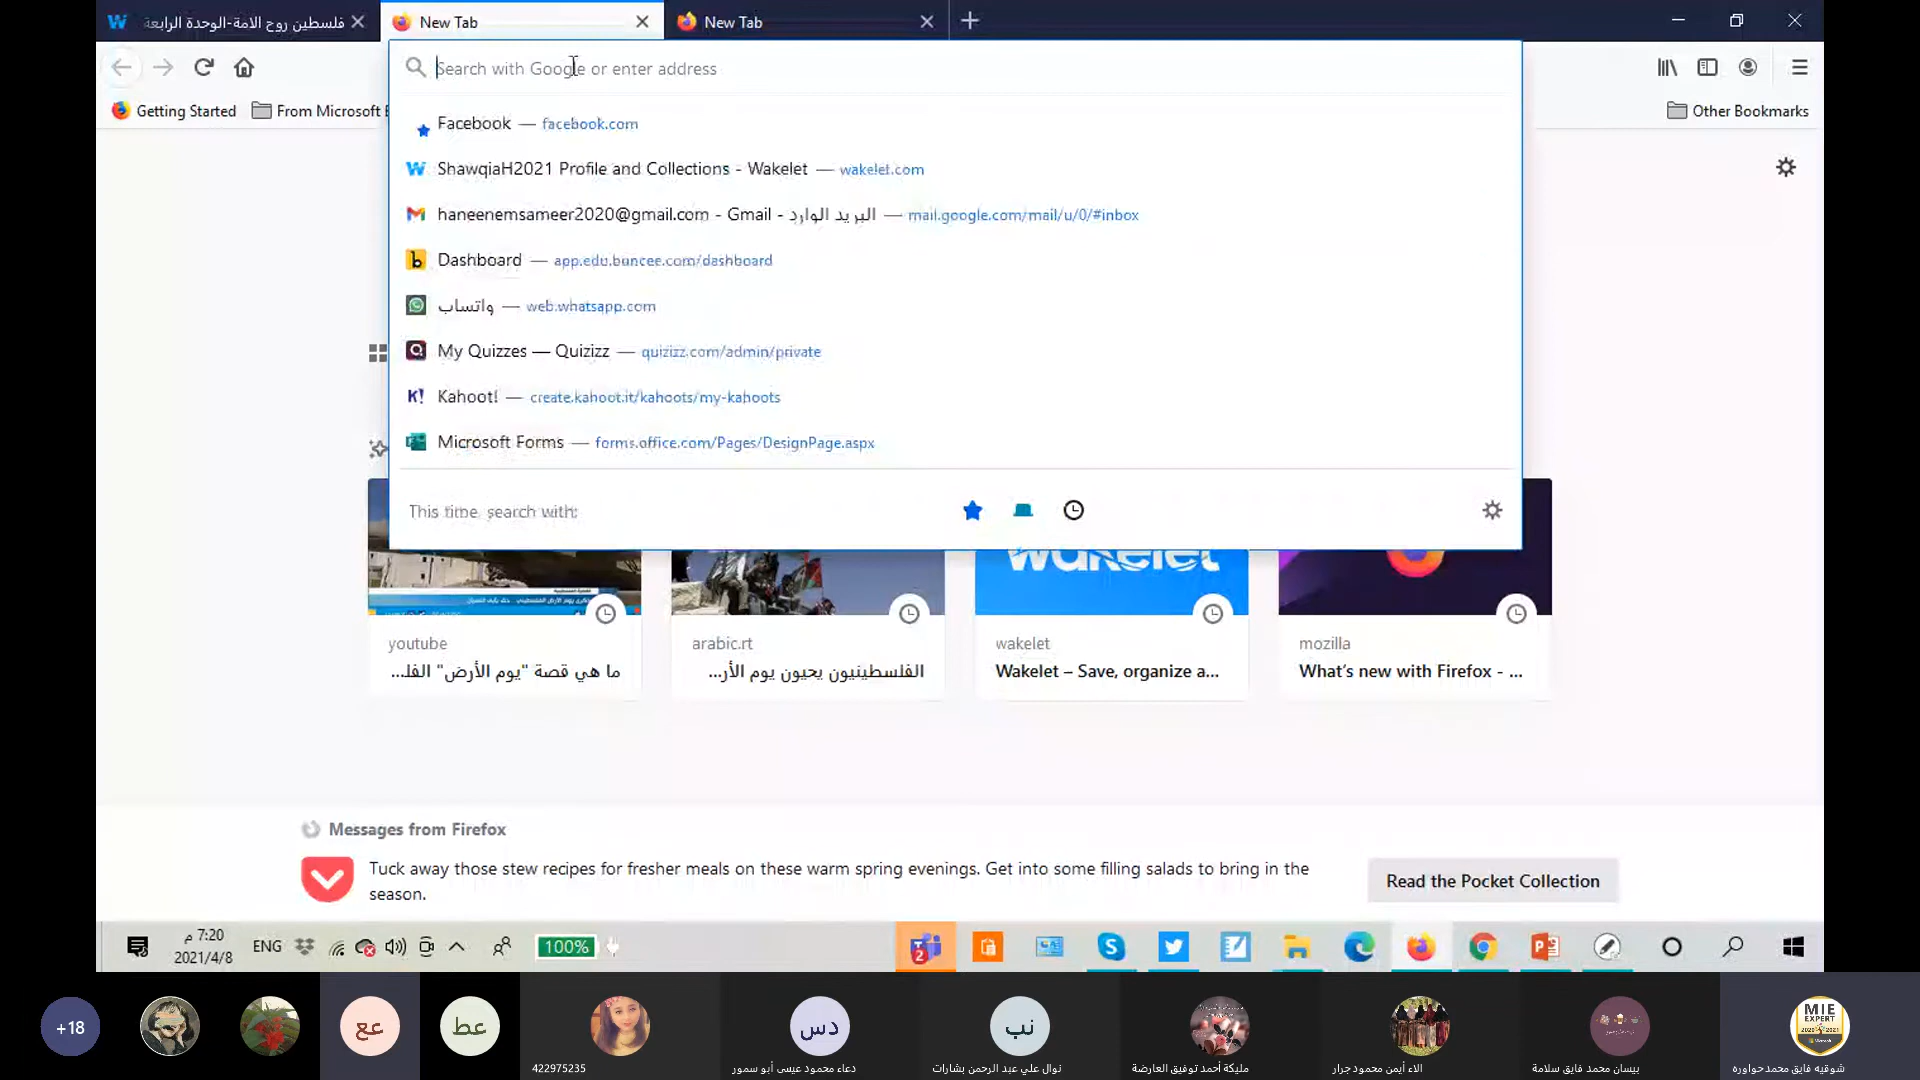 فلسطين روح الامة-الوحدة الرابعة
New Tab
New Tab
Search with Google or enter address
Getting Started
From Microsoft E
Other Bookmarks
Facebook — facebook.com
ShawqiaH2021 Profile and Collections - Wakelet — wakelet.com
haneenemsameer2020@gmail.com - Gmail - البريد الوارد — mail.google.com/mail/u/0/#inbox
Dashboard — app.edu.buncee.com/dashboard
واتساب — web.whatsapp.com
My Quizzes — Quizizz — quizizz.com/admin/private
Kahoot! — create.kahoot.it/kahoots/my-kahoots
Microsoft Forms — forms.office.com/Pages/DesignPage.aspx
This time, search with:
wakelet
youtube
ما هي قصة "يوم الأرض" الفلـ...
arabic.rt
الفلسطينيون يحيون يوم الأر...
wakelet
Wakelet – Save, organize a...
mozilla
What's new with Firefox - ...
Messages from Firefox
Tuck away those stew recipes for fresher meals on these warm spring evenings. Get into some filling salads to bring in the
season.
Read the Pocket Collection
7:20 م
2021/4/8
ENG
100%
2
+18
عع
عط
422975235
دس
دعاء محمود عيسى أبو سمور
نب
نوال علي عبد الرحمن بشارات
مليكة أحمد توفيق العارضة
الاء أيمن محمود جرار
بيسان محمد فايق سلامة
MIE
EXPERT
شوقيه فايق محمد حواوره